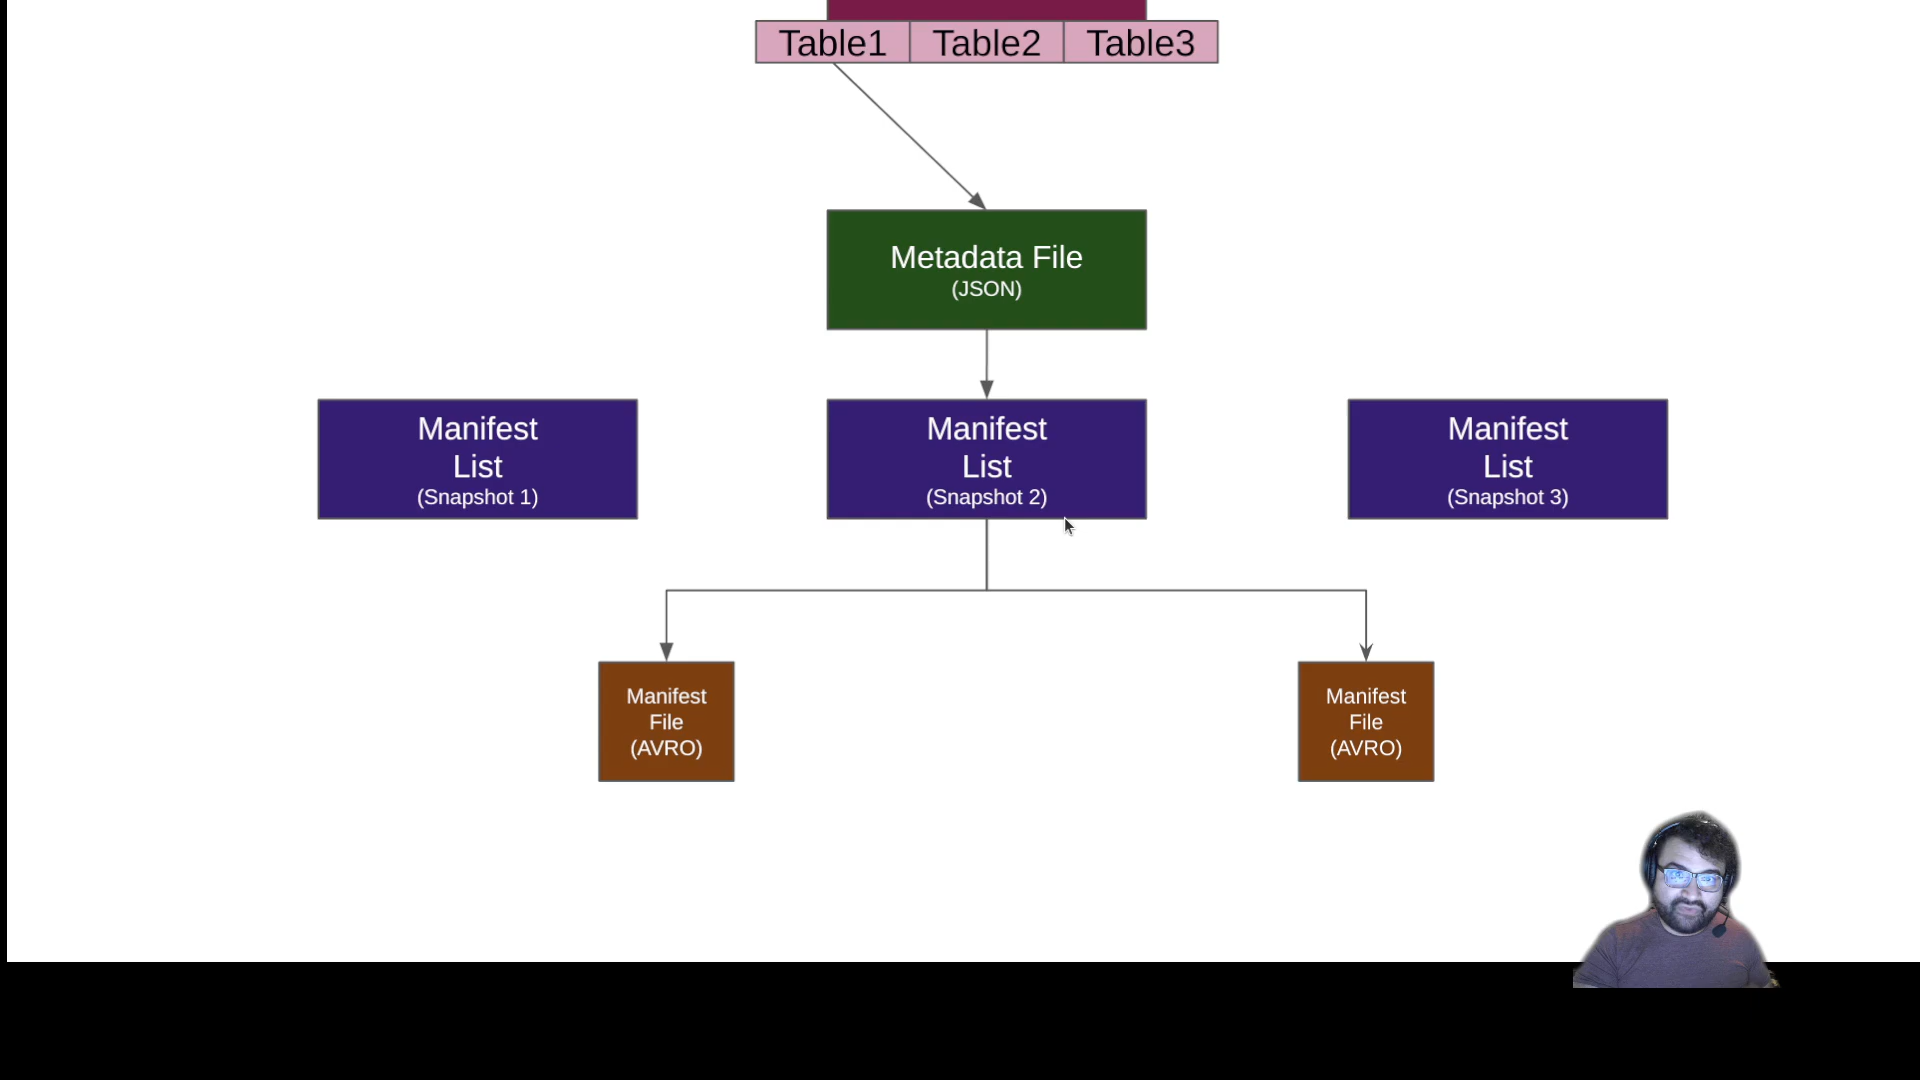 Table1 Table2 Table3
Metadata File
(JSON)
Manifest
List
(Snapshot 1)
Manifest
List
(Snapshot 2)
Manifest
List
(Snapshot 3)
Manifest
File
(AVRO)
Manifest
File
(AVRO)